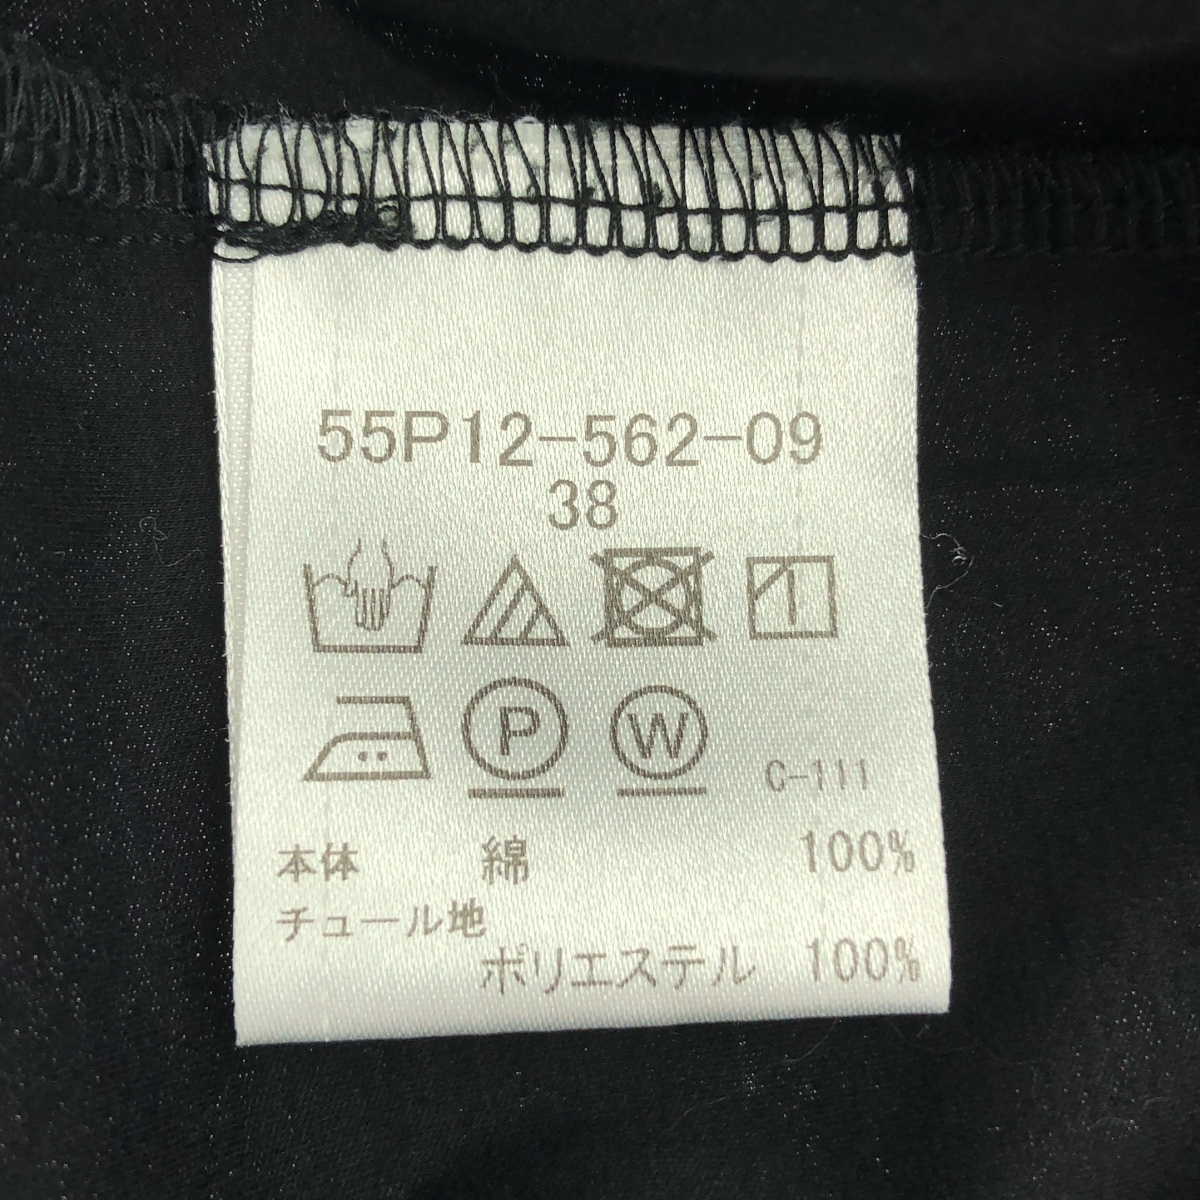 55P12-562-09
38
P W C-111
本体 綿 100%
チュール地
ポリエステル 100%